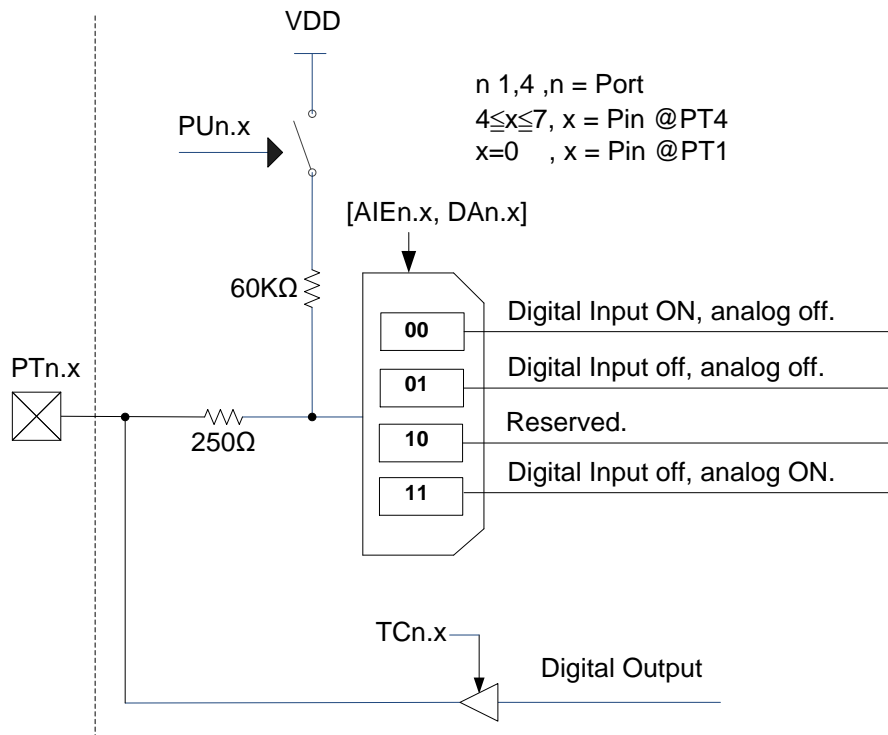 VDD
n 1,4 ,n = Port
4≦x≦7, x = Pin @PT4
x=0 , x = Pin @PT1
PUn.x
[AIEn.x, DAn.x]
60KΩ
00
Digital Input ON, analog off.
PTn.x
01
Digital Input off, analog off.
250Ω
10
Reserved.
11
Digital Input off, analog ON.
TCn.x
Digital Output